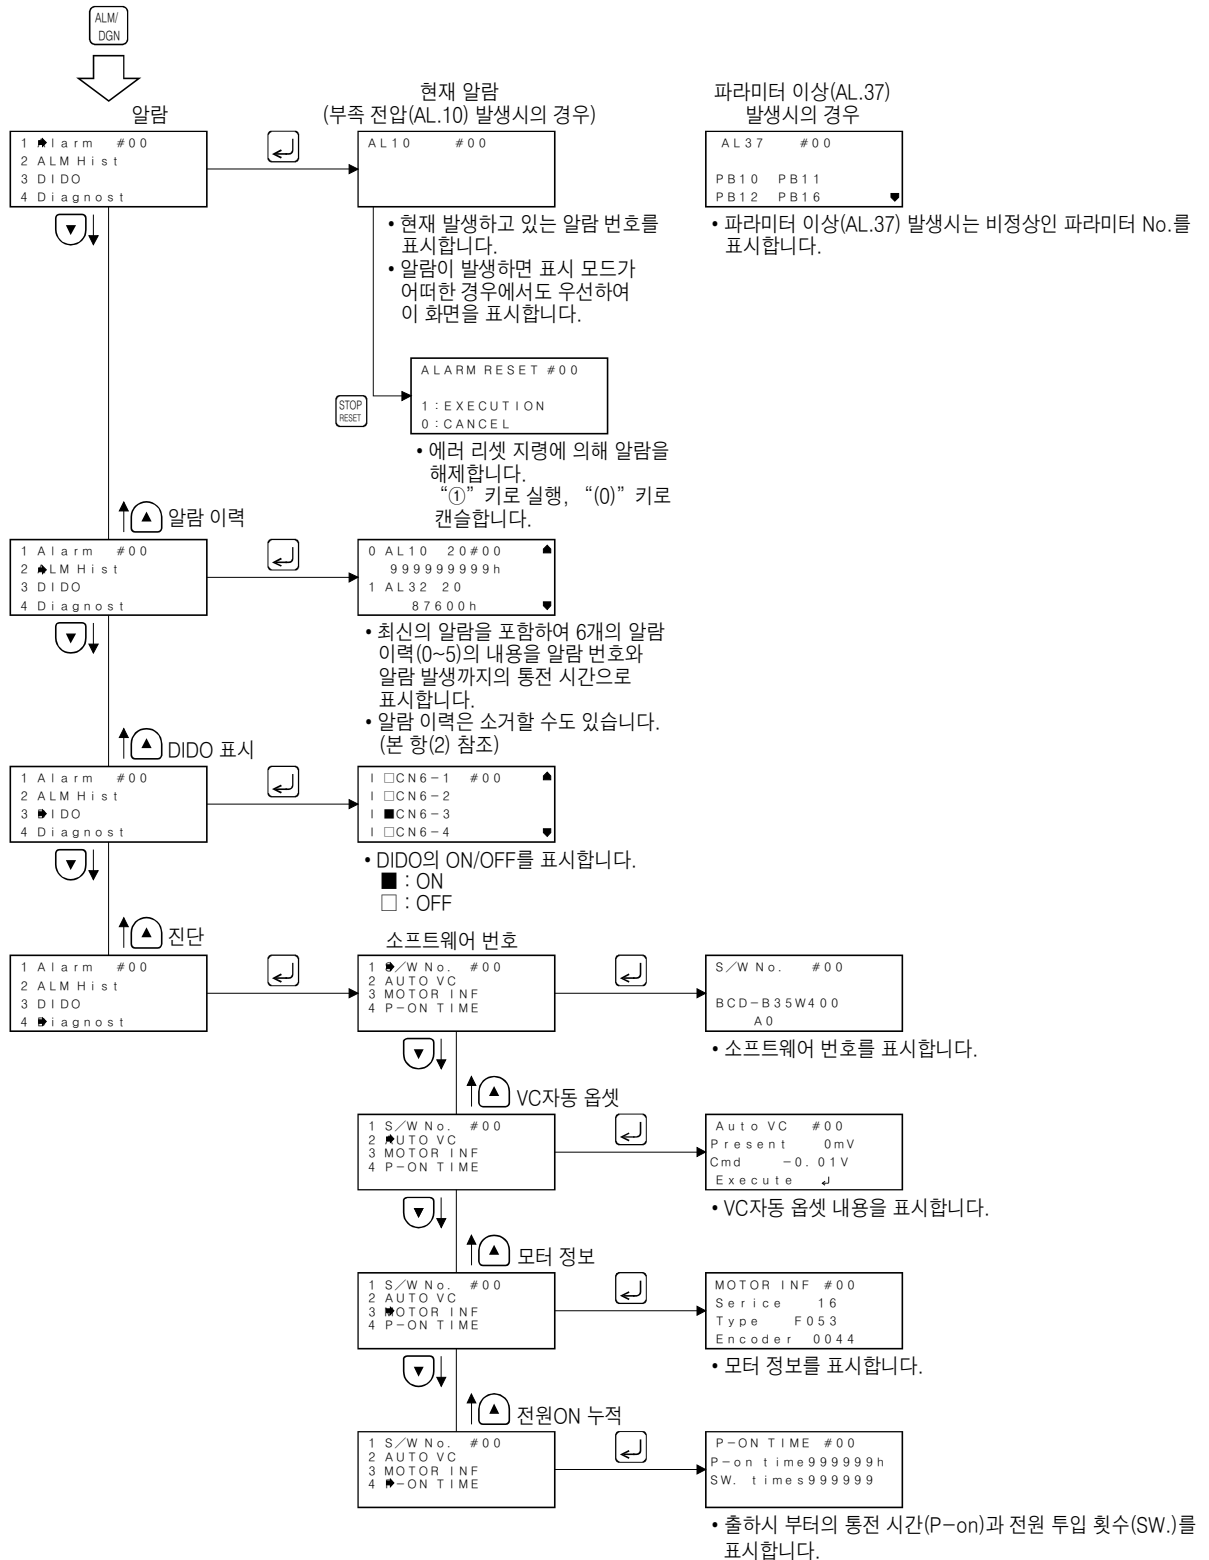 ALM/
DGN
알람
1 Alarm #00
2 ALM Hist
3 DIDO
4 Diagnost
현재 알람
(부족 전압(AL.10) 발생시의 경우)
AL10 #00
• 현재 발생하고 있는 알람 번호를
표시합니다.
• 알람이 발생하면 표시 모드가
어떠한 경우에서도 우선하여
이 화면을 표시합니다.
파라미터 이상(AL.37)
발생시의 경우
AL37 #00
PB10 PB11
PB12 PB16
• 파라미터 이상(AL.37) 발생시는 비정상인 파라미터 No.를
표시합니다.
STOP
RESET
ALARM RESET #00
1:EXECUTION
0:CANCEL
• 에러 리셋 지령에 의해 알람을
해제합니다.
“①” 키로 실행, “(0)” 키로
캔슬합니다.
알람 이력
1 Alarm #00
2 ALM Hist
3 DIDO
4 Diagnost
0 AL10 20#00
999999999h
1 AL32 20
87600h
• 최신의 알람을 포함하여 6개의 알람
이력(0~5)의 내용을 알람 번호와
알람 발생까지의 통전 시간으로
표시합니다.
• 알람 이력은 소거할 수도 있습니다.
(본 항(2) 참조)
DIDO 표시
1 Alarm #00
2 ALM Hist
3 DIDO
4 Diagnost
I □CN6-1 #00
I □CN6-2
I ■CN6-3
I □CN6-4
• DIDO의 ON/OFF를 표시합니다.
■ : ON
□ : OFF
진단
1 Alarm #00
2 ALM Hist
3 DIDO
4 Diagnost
소프트웨어 번호
1 S/W No. #00
2 AUTO VC
3 MOTOR INF
4 P-ON TIME
S/W No. #00
BCD-B35W400
A0
• 소프트웨어 번호를 표시합니다.
VC자동 옵셋
1 S/W No. #00
2 AUTO VC
3 MOTOR INF
4 P-ON TIME
Auto VC #00
Present 0mV
Cmd -0.01V
Execute ↲
• VC자동 옵셋 내용을 표시합니다.
모터 정보
1 S/W No. #00
2 AUTO VC
3 MOTOR INF
4 P-ON TIME
MOTOR INF #00
Serice 16
Type F053
Encoder 0044
• 모터 정보를 표시합니다.
전원ON 누적
1 S/W No. #00
2 AUTO VC
3 MOTOR INF
4 P-ON TIME
P-ON TIME #00
P-on time999999h
SW. times999999
• 출하시 부터의 통전 시간(P-on)과 전원 투입 횟수(SW.)를
표시합니다.